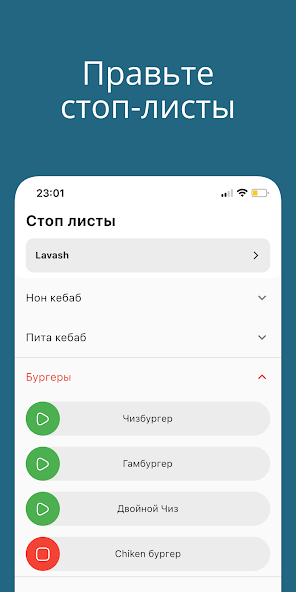 Правьте
стоп-листы
23:01
Стоп листы
Lavash
Нон кебаб
Пита кебаб
Бургеры
Чизбургер
Гамбургер
Двойной Чиз
Chiken бургер